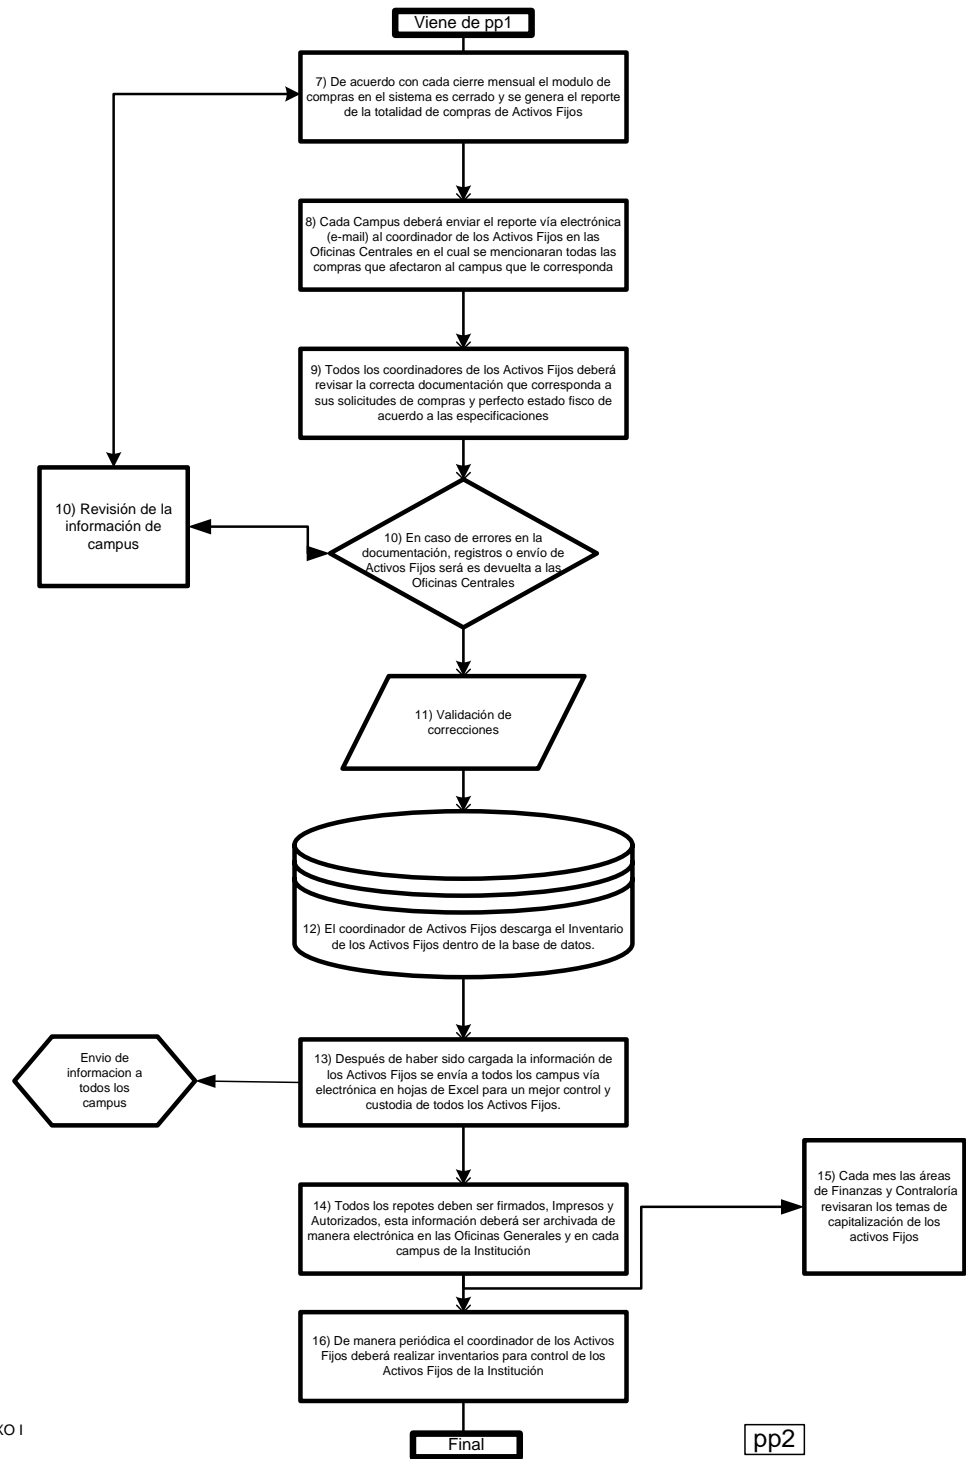 Viene de pp1
7) De acuerdo con cada cierre mensual el modulo de
compras en el sistema es cerrado y se genera el reporte
de la totalidad de compras de Activos Fijos
8) Cada Campus deberá enviar el reporte vía electrónica
(e-mail) al coordinador de los Activos Fijos en las
Oficinas Centrales en el cual se mencionaran todas las
compras que afectaron al campus que le corresponda
9) Todos los coordinadores de los Activos Fijos deberá
revisar la correcta documentación que corresponda a
sus solicitudes de compras y perfecto estado fisco de
acuerdo a las especificaciones
10) Revisión de la
información de
campus
10) En caso de errores en la
documentación, registros o envío de
Activos Fijos será es devuelta a las
Oficinas Centrales
11) Validación de
correcciones
12) El coordinador de Activos Fijos descarga el Inventario
de los Activos Fijos dentro de la base de datos.
Envio de
informacion a
todos los
campus
13) Después de haber sido cargada la información de
los Activos Fijos se envía a todos los campus vía
electrónica en hojas de Excel para un mejor control y
custodia de todos los Activos Fijos.
15) Cada mes las áreas
de Finanzas y Contraloría
revisaran los temas de
capitalización de los
activos Fijos
14) Todos los repotes deben ser firmados, Impresos y
Autorizados, esta información deberá ser archivada de
manera electrónica en las Oficinas Generales y en cada
campus de la Institución
16) De manera periódica el coordinador de los Activos
Fijos deberá realizar inventarios para control de los
Activos Fijos de la Institución
XO I
Final
pp2